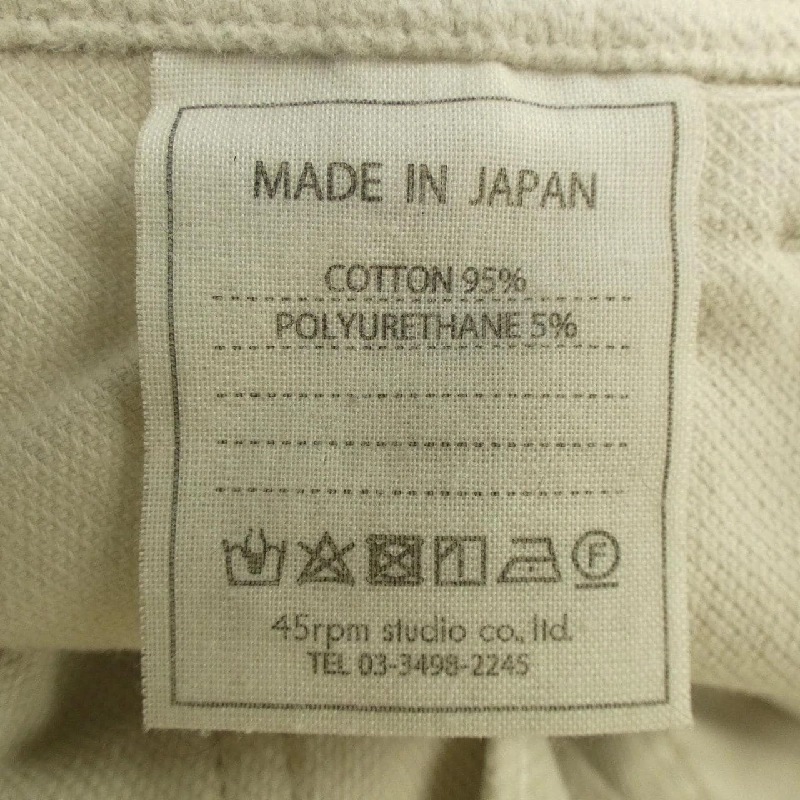 MADE IN JAPAN
COTTON 95%
POLYURETHANE 5%
F
45rpm studio co., ltd.
TEL 03-3498-2245